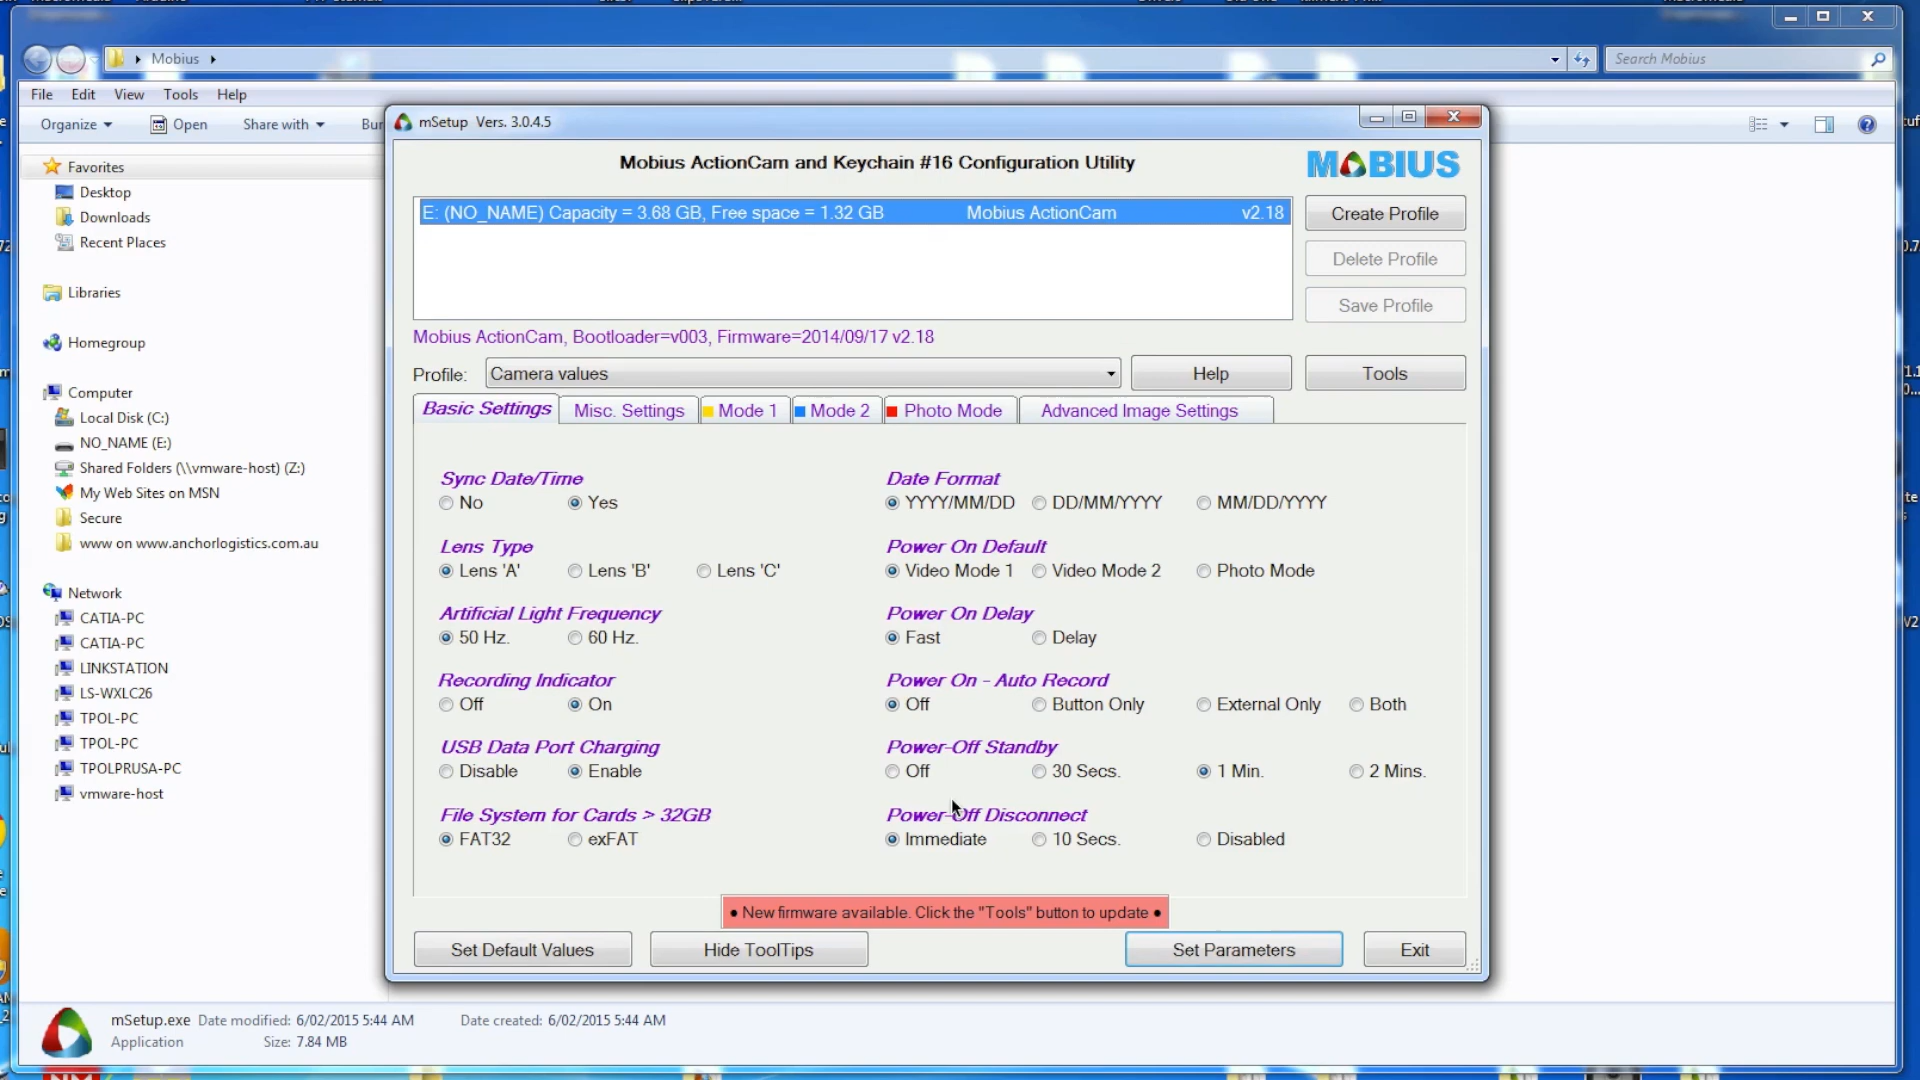 Mobius
Search Mobius
File Edit View Tools Help
Organize Open Share with Bur
Favorites
Desktop
Downloads
Recent Places
Libraries
Homegroup
Computer
Local Disk (C:)
NO_NAME (E:)
Shared Folders (\\vmware-host) (Z:)
My Web Sites on MSN
Secure
www on www.anchorlogistics.com.au
Network
CATIA-PC
CATIA-PC
LINKSTATION
LS-WXLC26
TPOL-PC
TPOL-PC
TPOLPRUSA-PC
vmware-host
mSetup Vers. 3.0.4.5
Mobius ActionCam and Keychain #16 Configuration Utility
MOBIUS
E: (NO_NAME) Capacity = 3.68 GB, Free space = 1.32 GB Mobius ActionCam v2.18
Create Profile
Delete Profile
Save Profile
Mobius ActionCam, Bootloader=v003, Firmware=2014/09/17 v2.18
Profile: Camera values Help Tools
Basic Settings Misc. Settings Mode 1 Mode 2 Photo Mode Advanced Image Settings
Sync Date/Time
No Yes
Lens Type
Lens 'A' Lens 'B' Lens 'C'
Artificial Light Frequency
50 Hz. 60 Hz.
Recording Indicator
Off On
USB Data Port Charging
Disable Enable
File System for Cards > 32GB
FAT32 exFAT
Date Format
YYYY/MM/DD DD/MM/YYYY MM/DD/YYYY
Power On Default
Video Mode 1 Video Mode 2 Photo Mode
Power On Delay
Fast Delay
Power On - Auto Record
Off Button Only External Only Both
Power-Off Standby
Off 30 Secs. 1 Min. 2 Mins.
Power-Off Disconnect
Immediate 10 Secs. Disabled
• New firmware available. Click the "Tools" button to update •
Set Default Values Hide ToolTips Set Parameters Exit
mSetup.exe Date modified: 6/02/2015 5:44 AM Date created: 6/02/2015 5:44 AM
Application Size: 7.84 MB